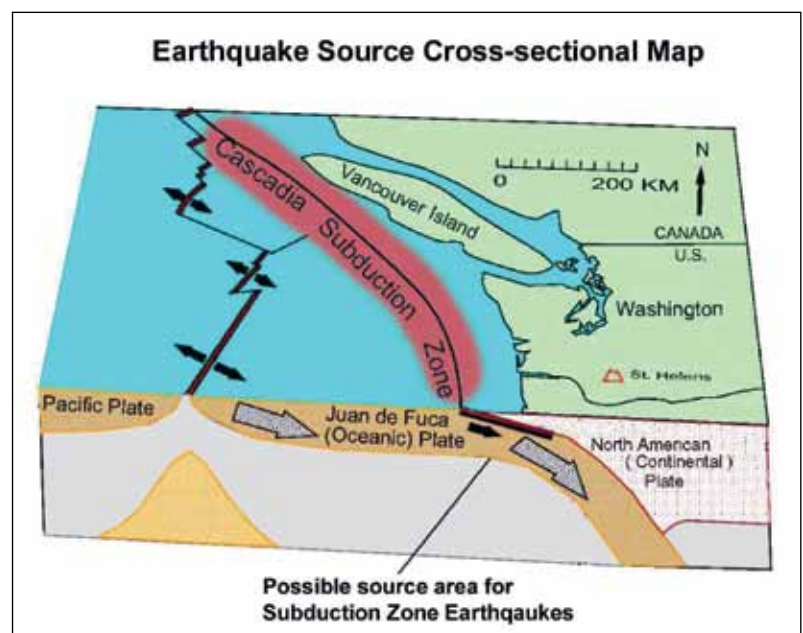 Earthquake Source Cross-sectional Map
Cascadia Subduction Zone
Vancouver Island
0 200 KM
N
CANADA
U.S.
Washington
St. Helens
Pacific Plate
Juan de Fuca
(Oceanic) Plate
North American
(Continental)
Plate
Possible source area for
Subduction Zone Earthqaukes